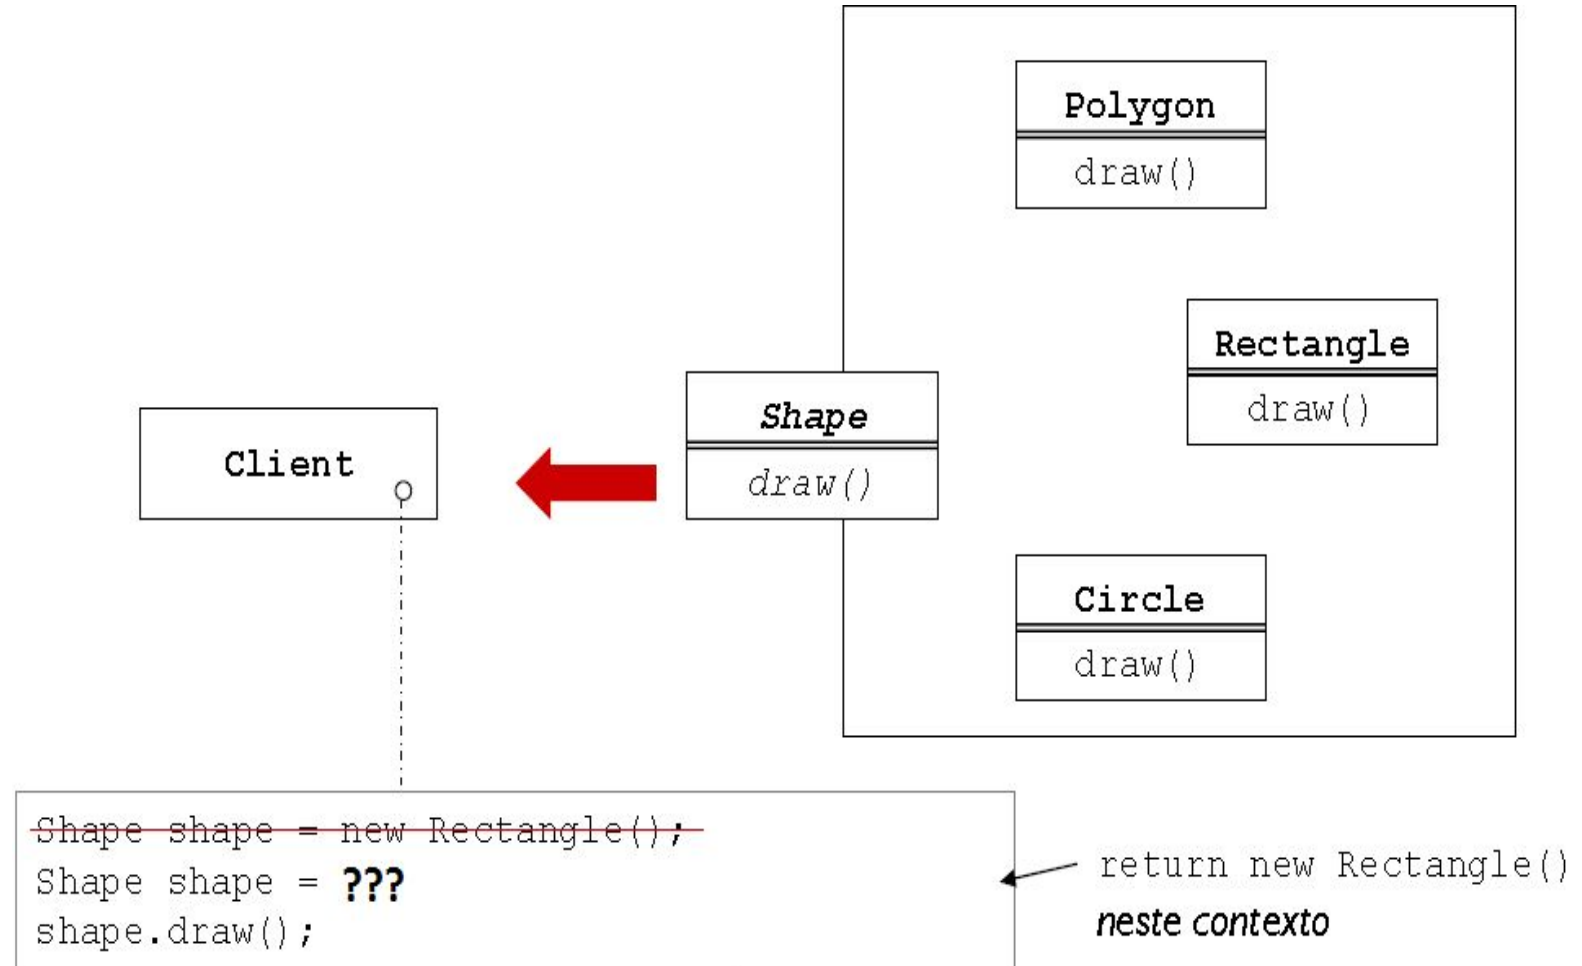 Polygon
draw()
Rectangle
draw()
Shape
draw()
Client
Circle
draw()
Shape shape = new Rectangle();
Shape shape = ???
shape.draw();
return new Rectangle()
neste contexto